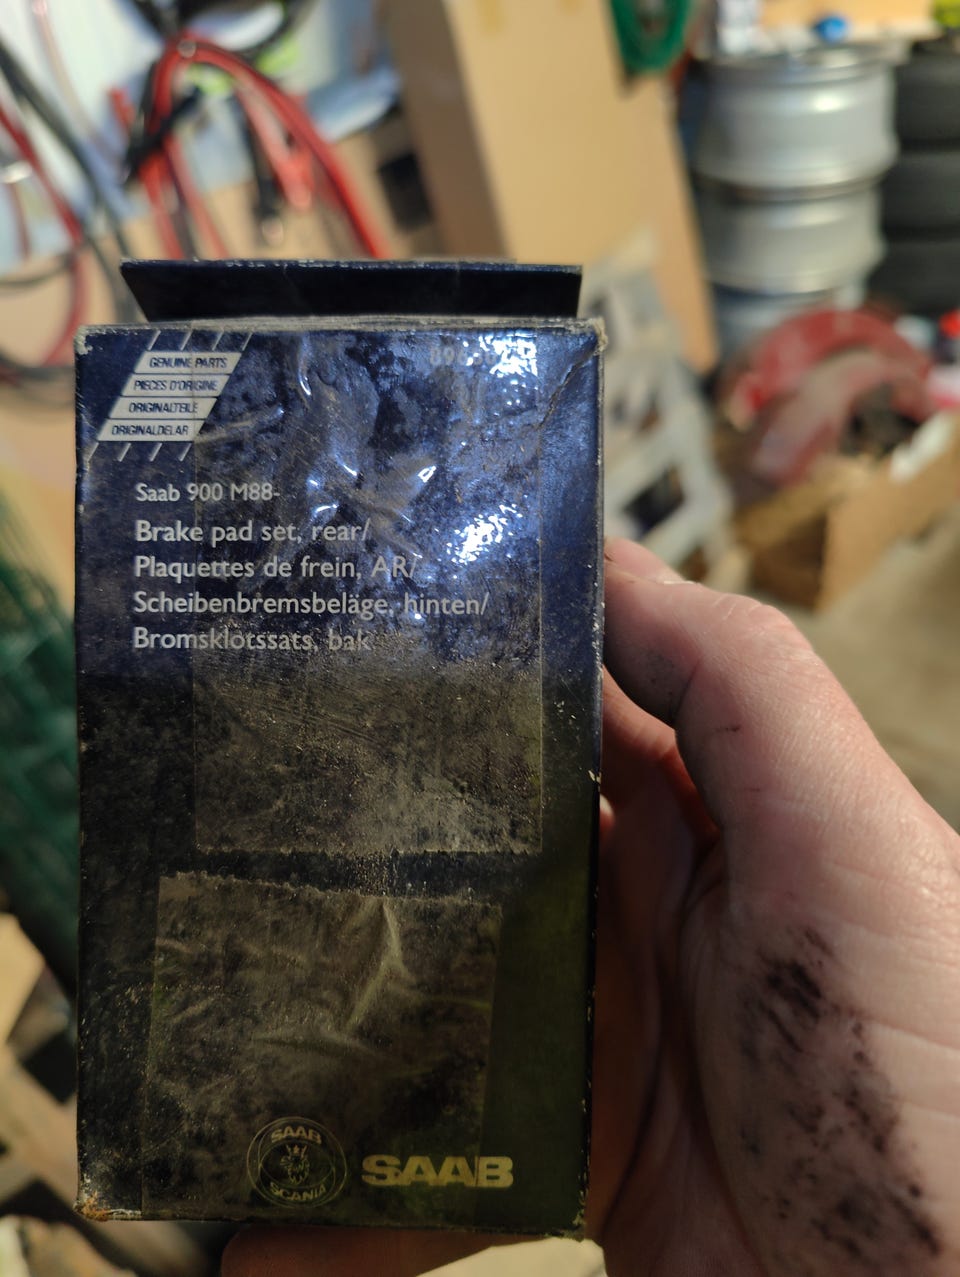 GENUINE PARTS
PIECES D'ORIGINE
ORIGINALTEILE
ORIGINALDELAR
Saab 900 M88-
Brake pad set, rear/
Plaquettes de frein, AR/
Scheibenbremsbeläge, hinten/
Bromsklotssats, bak
SAAB
SCANIA
SAAB